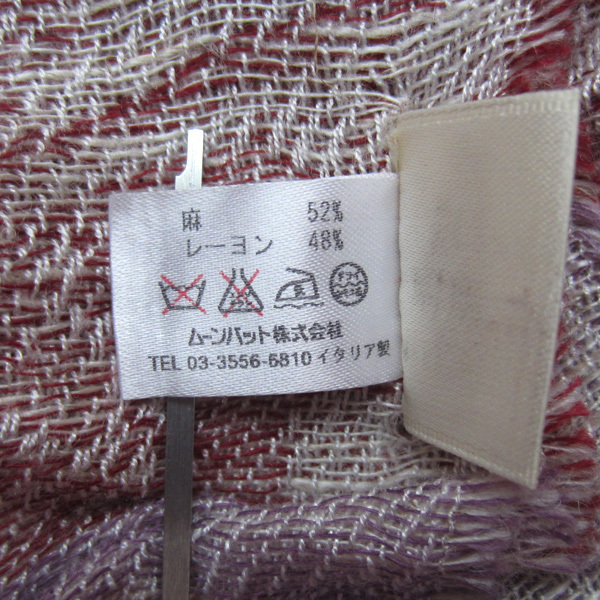 麻 52%
レーヨン 48%
ムーンバット株式会社
TEL 03-3556-6810 イタリア製